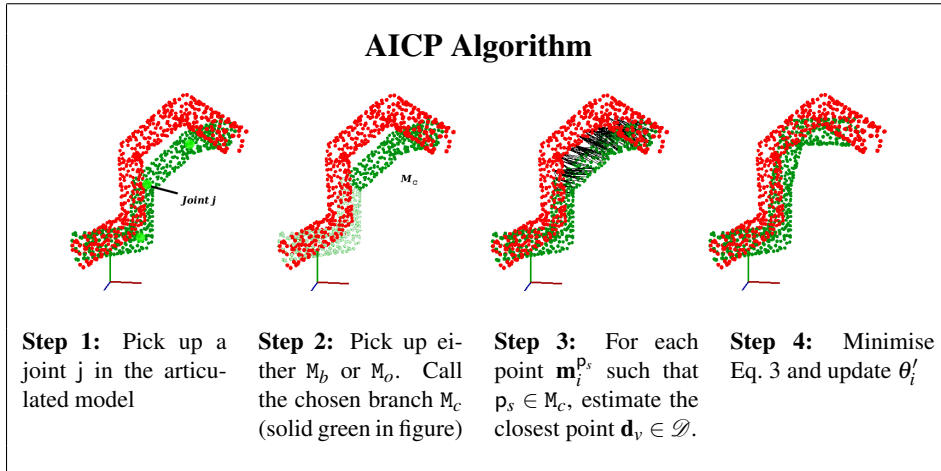 AICP Algorithm
Joint j
M_c
Step 1: Pick up a
joint j in the articu-
lated model
Step 2: Pick up ei-
ther M_b or M_o. Call
the chosen branch M_c
(solid green in figure)
Step 3: For each
point m_i^{p_s} such that
p_s ∈ M_c, estimate the
closest point d_v ∈ 𝒟.
Step 4: Minimise
Eq. 3 and update θ′_i